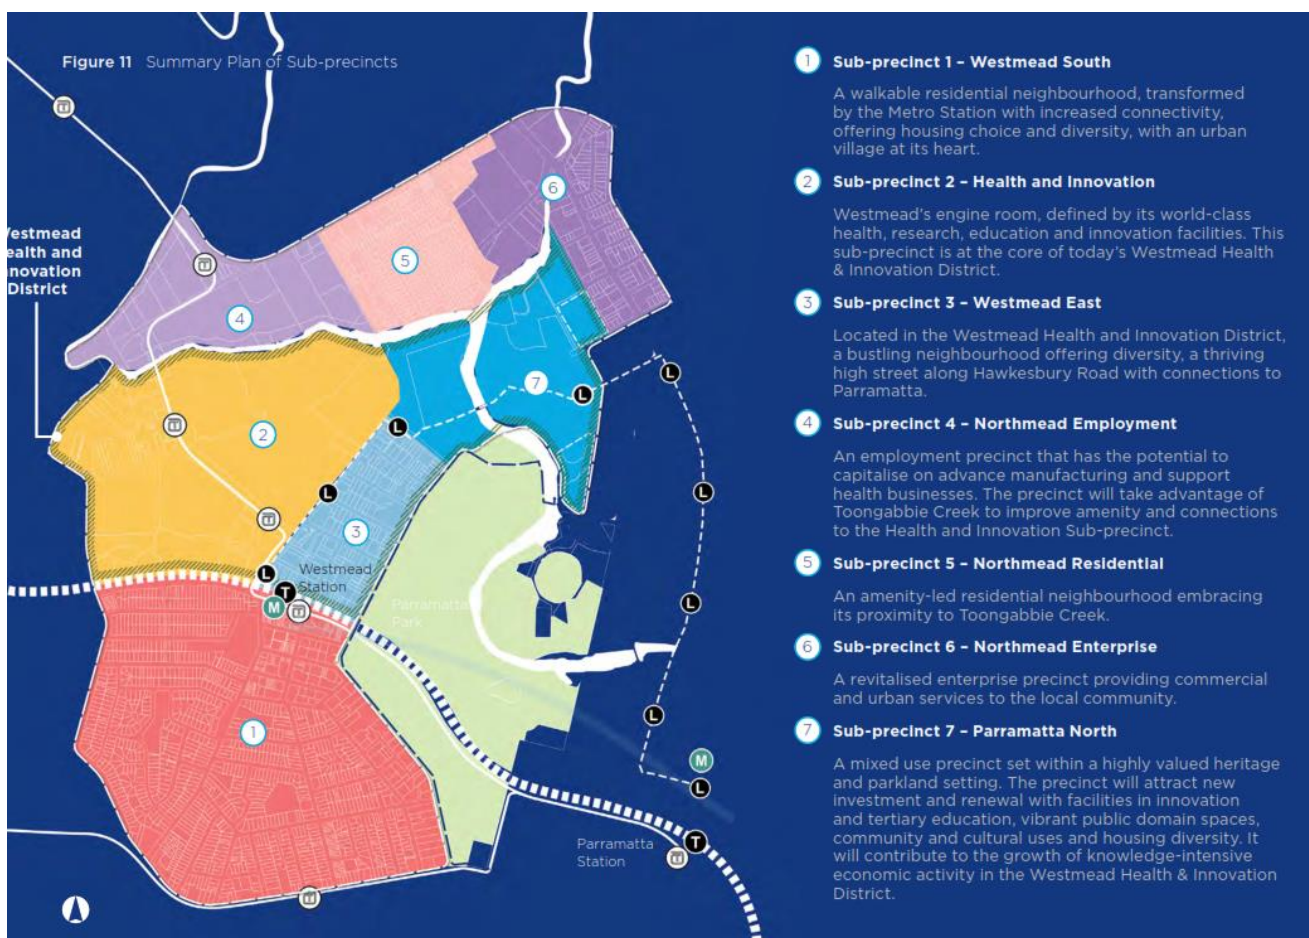 Figure 11 Summary Plan of Sub-precincts
Westmead
Health and
Innovation
District
6
5
4
7
2
3
1
L
L
L
L
L
L
L
L
L
L
Westmead
Station
T
M
Parramatta
Park
M
T
Parramatta
Station
1 Sub-precinct 1 – Westmead South
A walkable residential neighbourhood, transformed
by the Metro Station with increased connectivity,
offering housing choice and diversity, with an urban
village at its heart.
2 Sub-precinct 2 – Health and Innovation
Westmead's engine room, defined by its world-class
health, research, education and innovation facilities. This
sub-precinct is at the core of today's Westmead Health
& Innovation District.
3 Sub-precinct 3 – Westmead East
Located in the Westmead Health and Innovation District,
a bustling neighbourhood offering diversity, a thriving
high street along Hawkesbury Road with connections to
Parramatta.
4 Sub-precinct 4 – Northmead Employment
An employment precinct that has the potential to
capitalise on advance manufacturing and support
health businesses. The precinct will take advantage of
Toongabbie Creek to improve amenity and connections
to the Health and Innovation Sub-precinct.
5 Sub-precinct 5 – Northmead Residential
An amenity-led residential neighbourhood embracing
its proximity to Toongabbie Creek.
6 Sub-precinct 6 – Northmead Enterprise
A revitalised enterprise precinct providing commercial
and urban services to the local community.
7 Sub-precinct 7 – Parramatta North
A mixed use precinct set within a highly valued heritage
and parkland setting. The precinct will attract new
investment and renewal with facilities in innovation
and tertiary education, vibrant public domain spaces,
community and cultural uses and housing diversity. It
will contribute to the growth of knowledge-intensive
economic activity in the Westmead Health & Innovation
District.